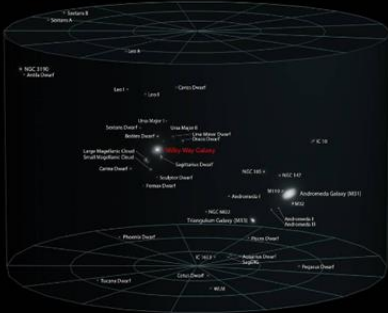 Sextans B
Sextans A
Leo A
NGC 3190
Antlia Dwarf
Leo I
Leo II
Canes Dwarf
Ursa Major I
Sextans Dwarf
Ursa Major II
Bootes Dwarf
Ursa Minor Dwarf
Draco Dwarf
Milky Way Galaxy
Large Magellanic Cloud
Small Magellanic Cloud
Sagittarius Dwarf
Carina Dwarf
Sculptor Dwarf
Fornax Dwarf
IC 10
NGC 185
NGC 147
M110
Andromeda Galaxy (M31)
Andromeda I
M32
NGC 6822
Triangulum Galaxy (M33)
Andromeda II
Phoenix Dwarf
Pisces Dwarf
IC 1613
Aquarius Dwarf
SagDIG
Cetus Dwarf
Pegasus Dwarf
Tucana Dwarf
WLM